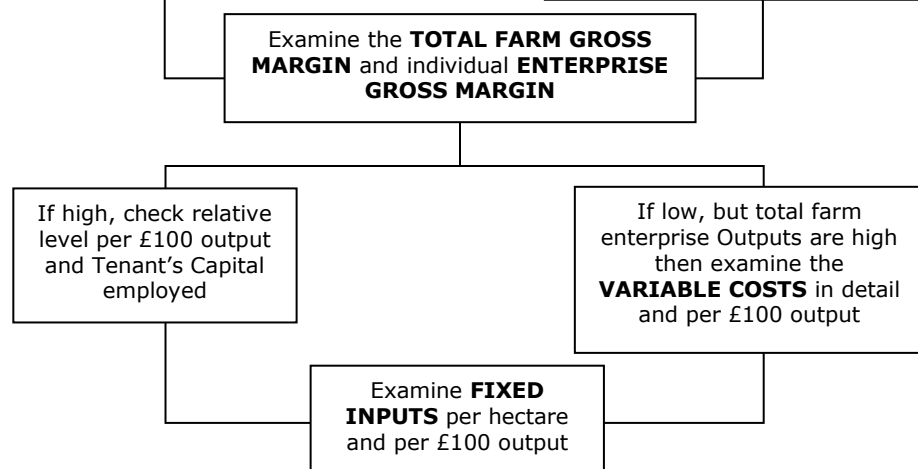 Examine the TOTAL FARM GROSS
MARGIN and individual ENTERPRISE
GROSS MARGIN
If high, check relative
level per £100 output
and Tenant's Capital
employed
If low, but total farm
enterprise Outputs are high
then examine the
VARIABLE COSTS in detail
and per £100 output
Examine FIXED
INPUTS per hectare
and per £100 output